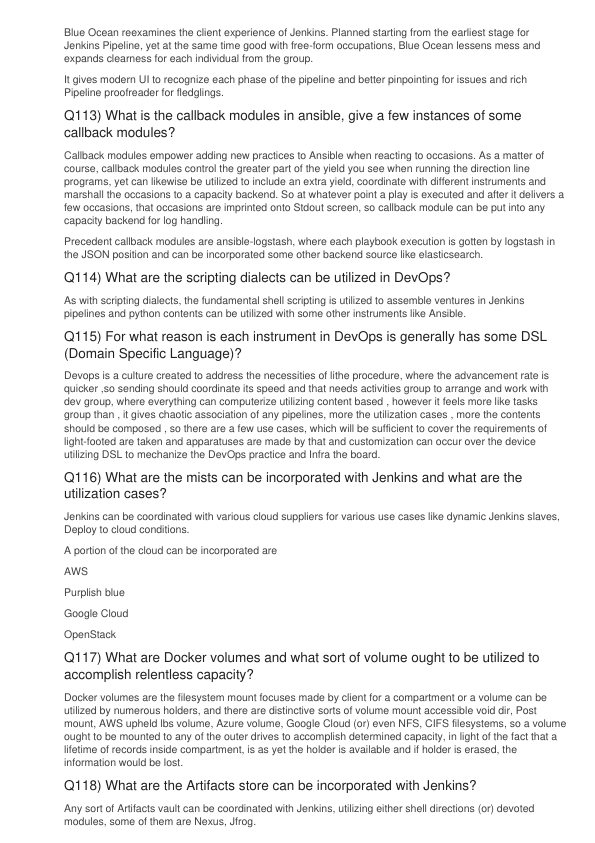 Blue Ocean reexamines the client experience of Jenkins. Planned starting from the earliest stage for
Jenkins Pipeline, yet at the same time good with free-form occupations, Blue Ocean lessens mess and
expands clearness for each individual from the group.
It gives modern UI to recognize each phase of the pipeline and better pinpointing for issues and rich
Pipeline proofreader for fledglings.
Q113) What is the callback modules in ansible, give a few instances of some
callback modules?
Callback modules empower adding new practices to Ansible when reacting to occasions. As a matter of
course, callback modules control the greater part of the yield you see when running the direction line
programs, yet can likewise be utilized to include an extra yield, coordinate with different instruments and
marshall the occasions to a capacity backend. So at whatever point a play is executed and after it delivers a
few occasions, that occasions are imprinted onto Stdout screen, so callback module can be put into any
capacity backend for log handling.
Precedent callback modules are ansible-logstash, where each playbook execution is gotten by logstash in
the JSON position and can be incorporated some other backend source like elasticsearch.
Q114) What are the scripting dialects can be utilized in DevOps?
As with scripting dialects, the fundamental shell scripting is utilized to assemble ventures in Jenkins
pipelines and python contents can be utilized with some other instruments like Ansible.
Q115) For what reason is each instrument in DevOps is generally has some DSL
(Domain Specific Language)?
Devops is a culture created to address the necessities of lithe procedure, where the advancement rate is
quicker ,so sending should coordinate its speed and that needs activities group to arrange and work with
dev group, where everything can computerize utilizing content based , however it feels more like tasks
group than , it gives chaotic association of any pipelines, more the utilization cases , more the contents
should be composed , so there are a few use cases, which will be sufficient to cover the requirements of
light-footed are taken and apparatuses are made by that and customization can occur over the device
utilizing DSL to mechanize the DevOps practice and Infra the board.
Q116) What are the mists can be incorporated with Jenkins and what are the
utilization cases?
Jenkins can be coordinated with various cloud suppliers for various use cases like dynamic Jenkins slaves,
Deploy to cloud conditions.
A portion of the cloud can be incorporated are
AWS
Purplish blue
Google Cloud
OpenStack
Q117) What are Docker volumes and what sort of volume ought to be utilized to
accomplish relentless capacity?
Docker volumes are the filesystem mount focuses made by client for a compartment or a volume can be
utilized by numerous holders, and there are distinctive sorts of volume mount accessible void dir, Post
mount, AWS upheld lbs volume, Azure volume, Google Cloud (or) even NFS, CIFS filesystems, so a volume
ought to be mounted to any of the outer drives to accomplish determined capacity, in light of the fact that a
lifetime of records inside compartment, is as yet the holder is available and if holder is erased, the
information would be lost.
Q118) What are the Artifacts store can be incorporated with Jenkins?
Any sort of Artifacts vault can be coordinated with Jenkins, utilizing either shell directions (or) devoted
modules, some of them are Nexus, Jfrog.